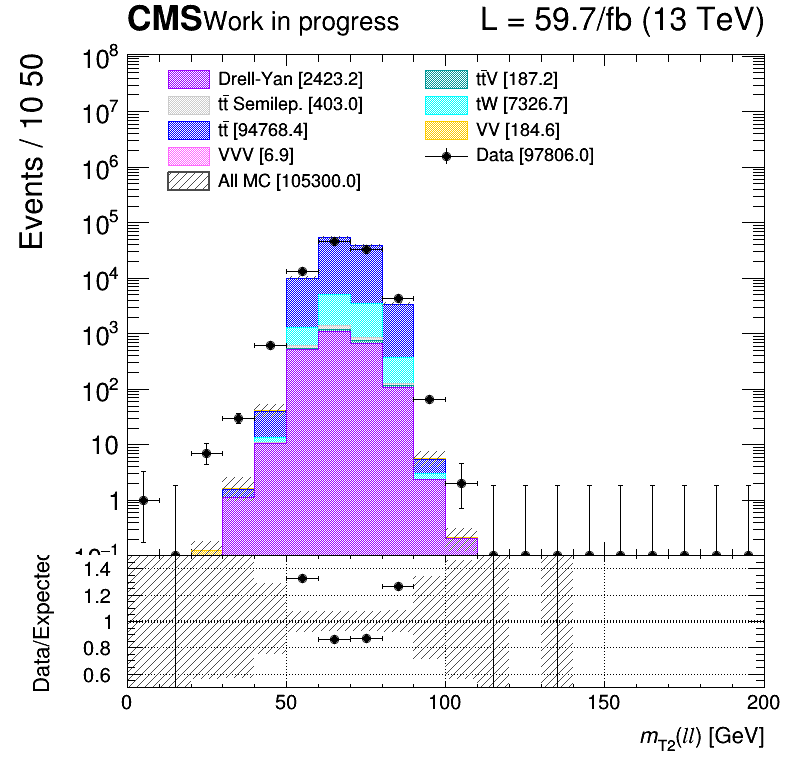 CMS Work in progress L = 59.7/fb (13 TeV)
Events / 10 50
10⁸
10⁷
10⁶
10⁵
10⁴
10³
10²
10
1
10⁻¹
Drell-Yan [2423.2]
tt̄ Semilep. [403.0]
tt̄ [94768.4]
VVV [6.9]
All MC [105300.0]
tt̄V [187.2]
tW [7326.7]
VV [184.6]
Data [97806.0]
Data/Expected
1.4
1.2
1
0.8
0.6
0 50 100 150 200
m_T2(ll) [GeV]